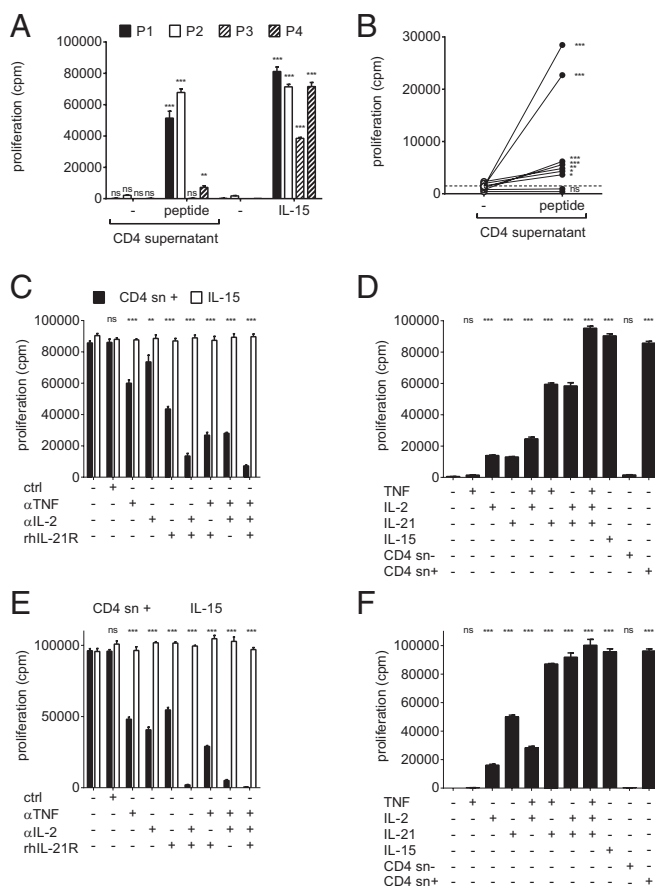 A
P1 P2 P3 P4
proliferation (cpm)
100000
80000
60000
40000
20000
0
ns ns ns ns *** *** ns ** *** *** *** ***
- peptide - IL-15
CD4 supernatant
B
proliferation (cpm)
30000
20000
10000
0
***
***
***
***
**
*
ns
- peptide
CD4 supernatant
C
CD4 sn + IL-15
proliferation (cpm)
100000
80000
60000
40000
20000
0
ns *** ** *** *** *** *** ***
ctrl - + - - - - - - -
αTNF - - + - - - + + +
αIL-2 - - - + - + - + +
rhIL-21R - - - - + + + - +
D
proliferation (cpm)
100000
80000
60000
40000
20000
0
ns *** *** *** *** *** *** *** ns ***
TNF - + - - + + - + - - -
IL-2 - - + - + - + + - - -
IL-21 - - - + - + + + - - -
IL-15 - - - - - - - - + - -
CD4 sn- - - - - - - - - - + -
CD4 sn+ - - - - - - - - - - +
E
CD4 sn + IL-15
proliferation (cpm)
100000
50000
0
ns *** *** *** *** *** *** ***
ctrl - + - - - - - - -
αTNF - - + - - - + + +
αIL-2 - - - + - + - + +
rhIL-21R - - - - + + + - +
F
proliferation (cpm)
100000
80000
60000
40000
20000
0
ns *** *** *** *** *** *** *** ns ***
TNF - + - - + + - + - - -
IL-2 - - + - + - + + - - -
IL-21 - - - + - + + + - - -
IL-15 - - - - - - - - + - -
CD4 sn- - - - - - - - - - + -
CD4 sn+ - - - - - - - - - - +